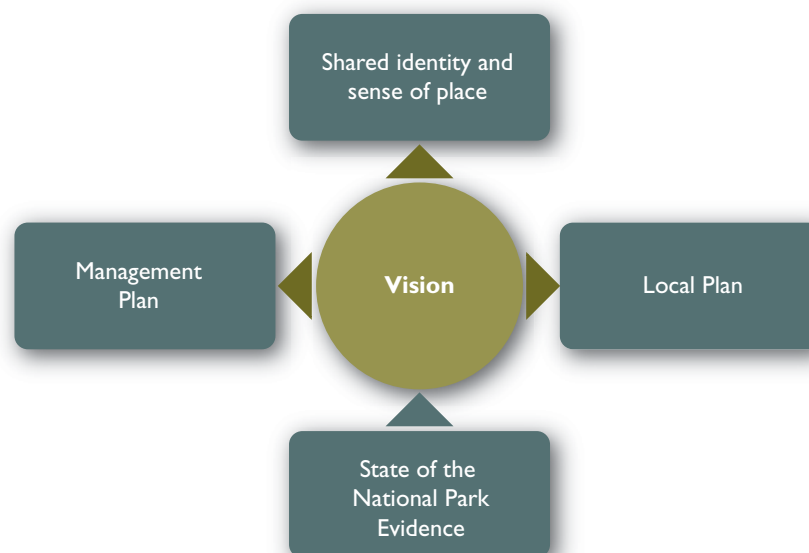 Shared identity and
sense of place
Management
Plan
Vision
Local Plan
State of the
National Park
Evidence